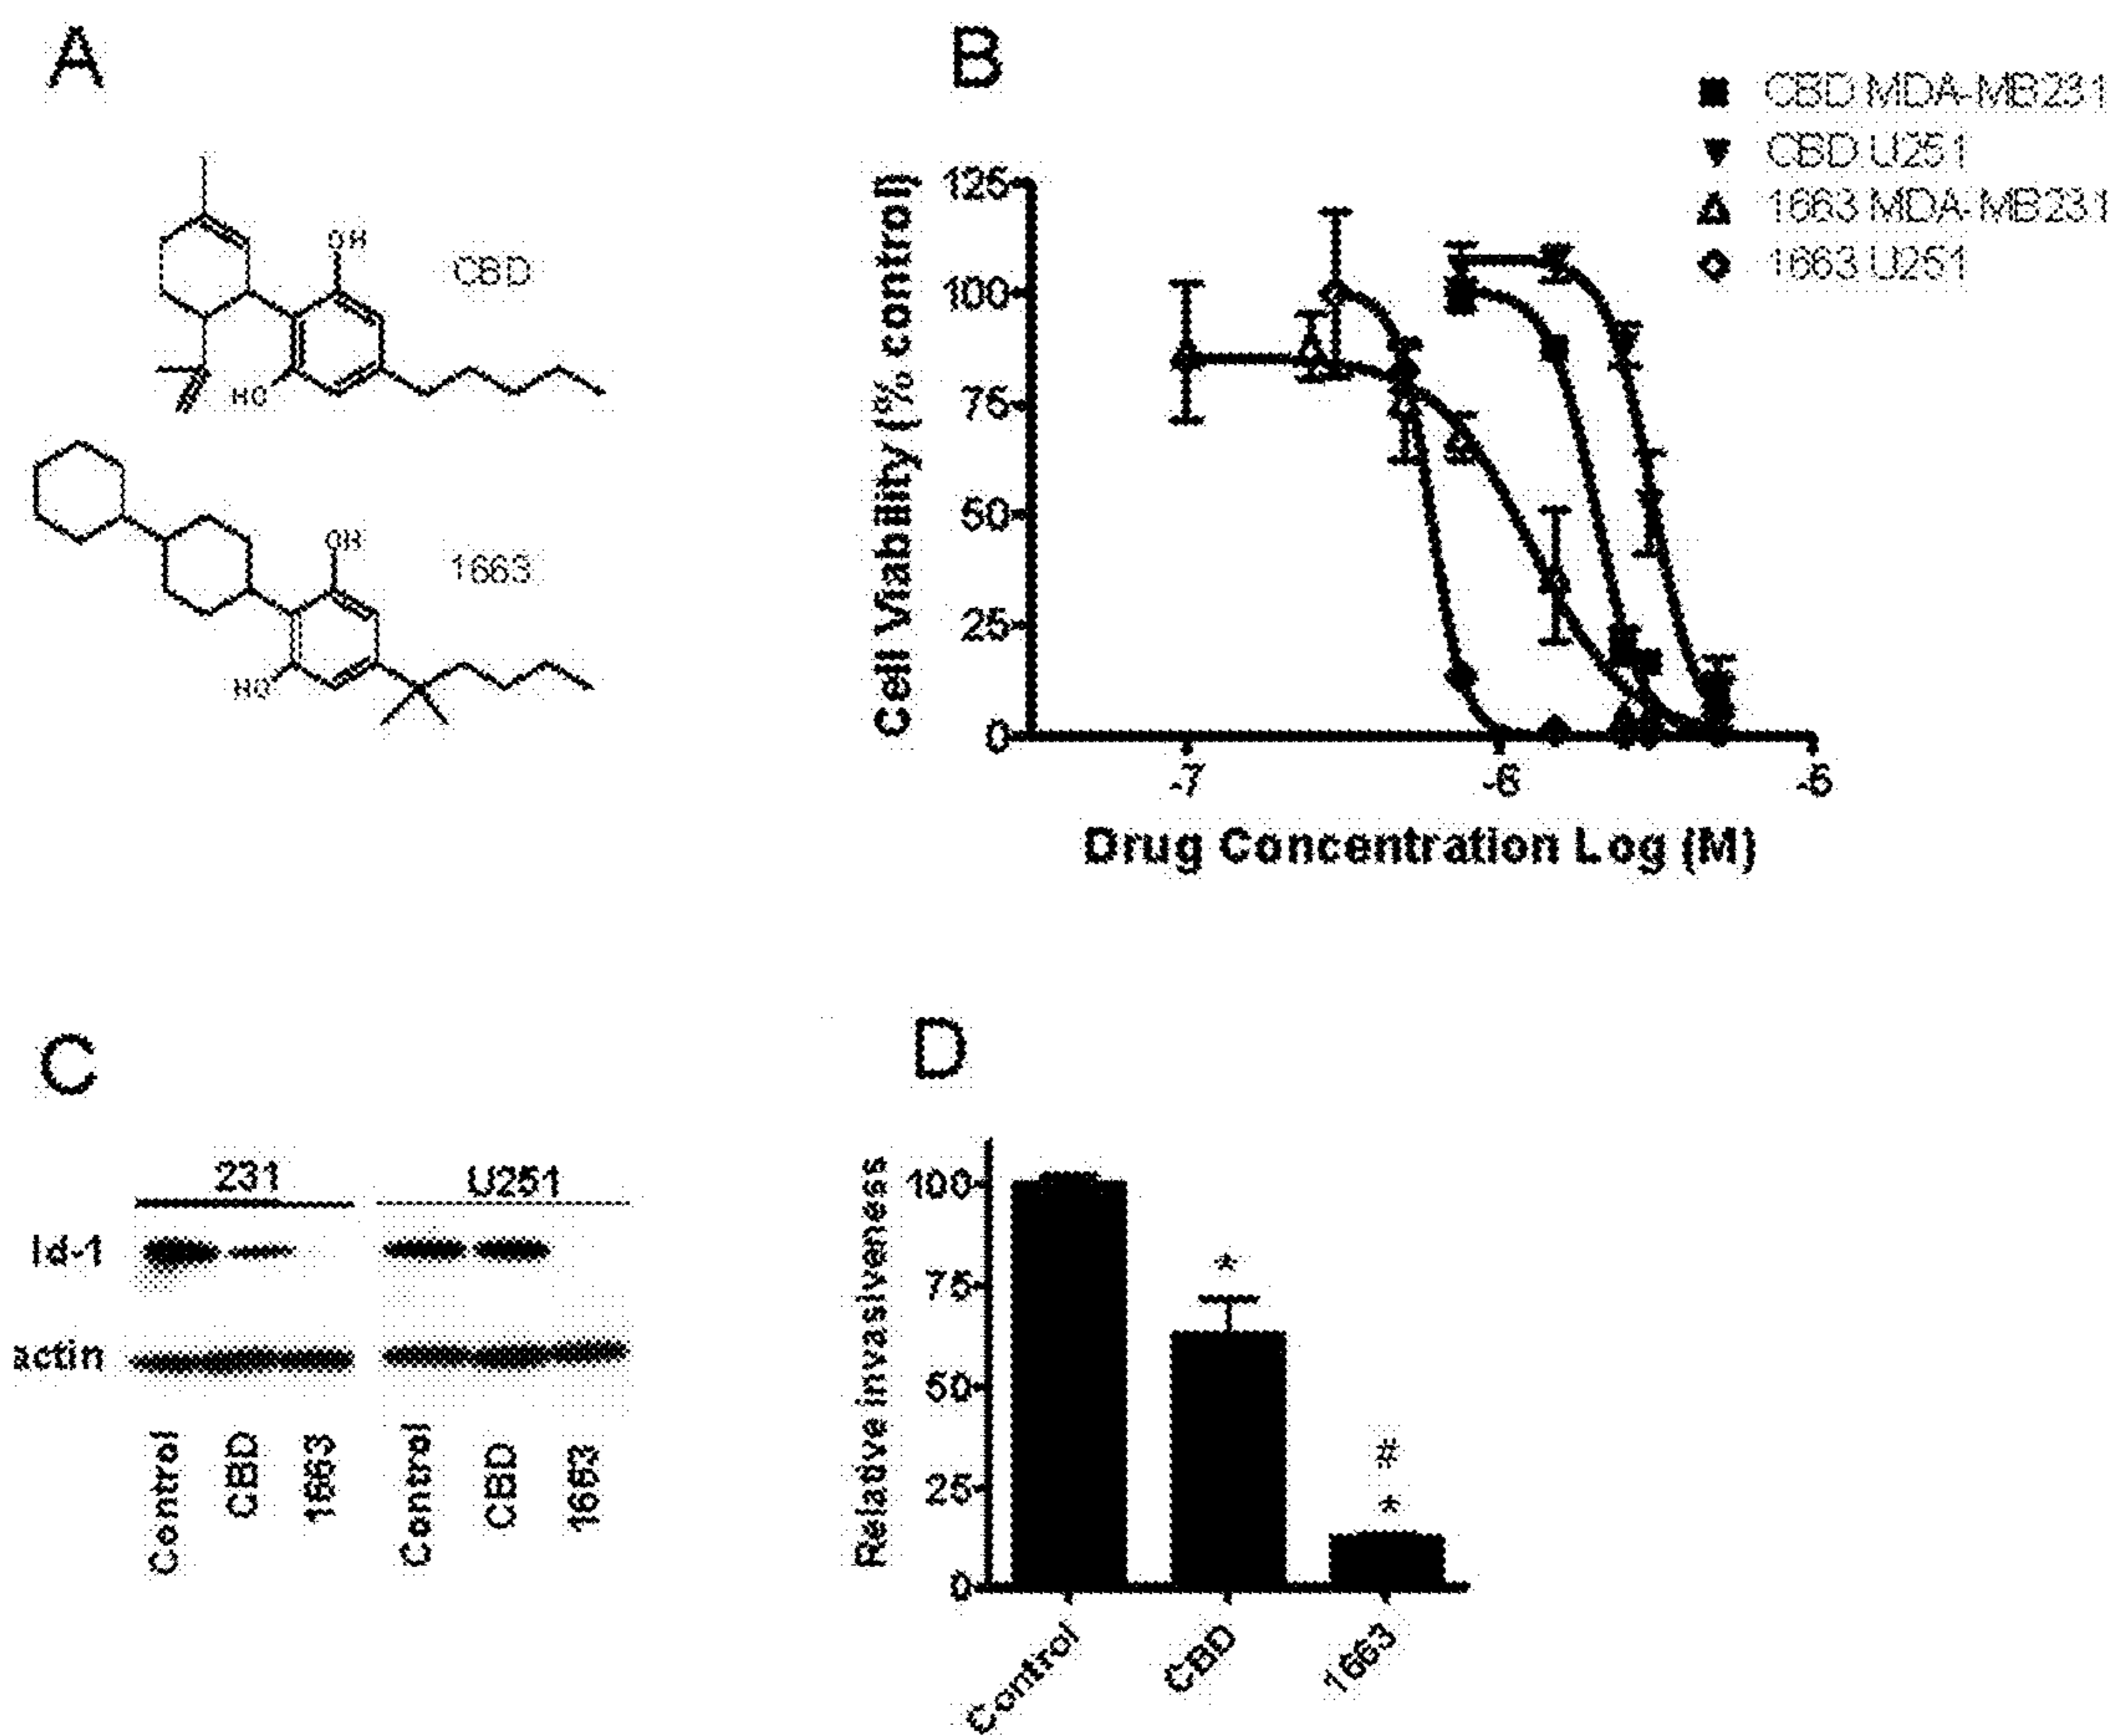 A
OH
CBD
HO
OH
1663
HO
B
CBD MDA-MB231
CBD U251
1663 MDA-MB231
1663 U251
Cell Viability (% control)
125
100
75
50
25
0
-7
-6
-5
Drug Concentration Log (M)
C
231
U251
Id-1
actin
Control
CBD
1663
Control
CBD
1663
D
Relative invasiveness
100
75
50
25
0
*
#
*
Control
CBD
1663